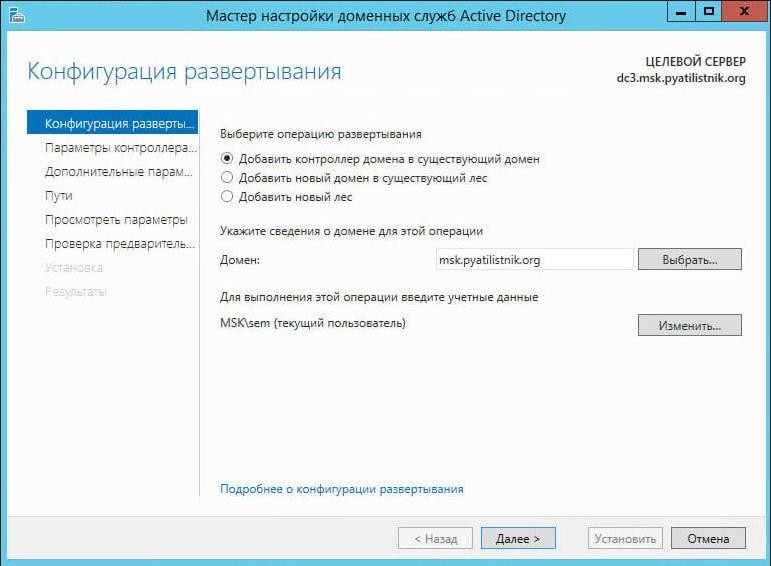 Мастер настройки доменных служб Active Directory
Конфигурация развертывания
ЦЕЛЕВОЙ СЕРВЕР
dc3.msk.pyatilistnik.org
Конфигурация разверты...
Параметры контроллера...
Дополнительные парам...
Пути
Просмотреть параметры
Проверка предваритель...
Установка
Результаты
Выберите операцию развертывания
Добавить контроллер домена в существующий домен
Добавить новый домен в существующий лес
Добавить новый лес
Укажите сведения о домене для этой операции
Домен: msk.pyatilistnik.org Выбрать...
Для выполнения этой операции введите учетные данные
MSK\sem (текущий пользователь) Изменить...
Подробнее о конфигурации развертывания
< Назад Далее > Установить Отмена